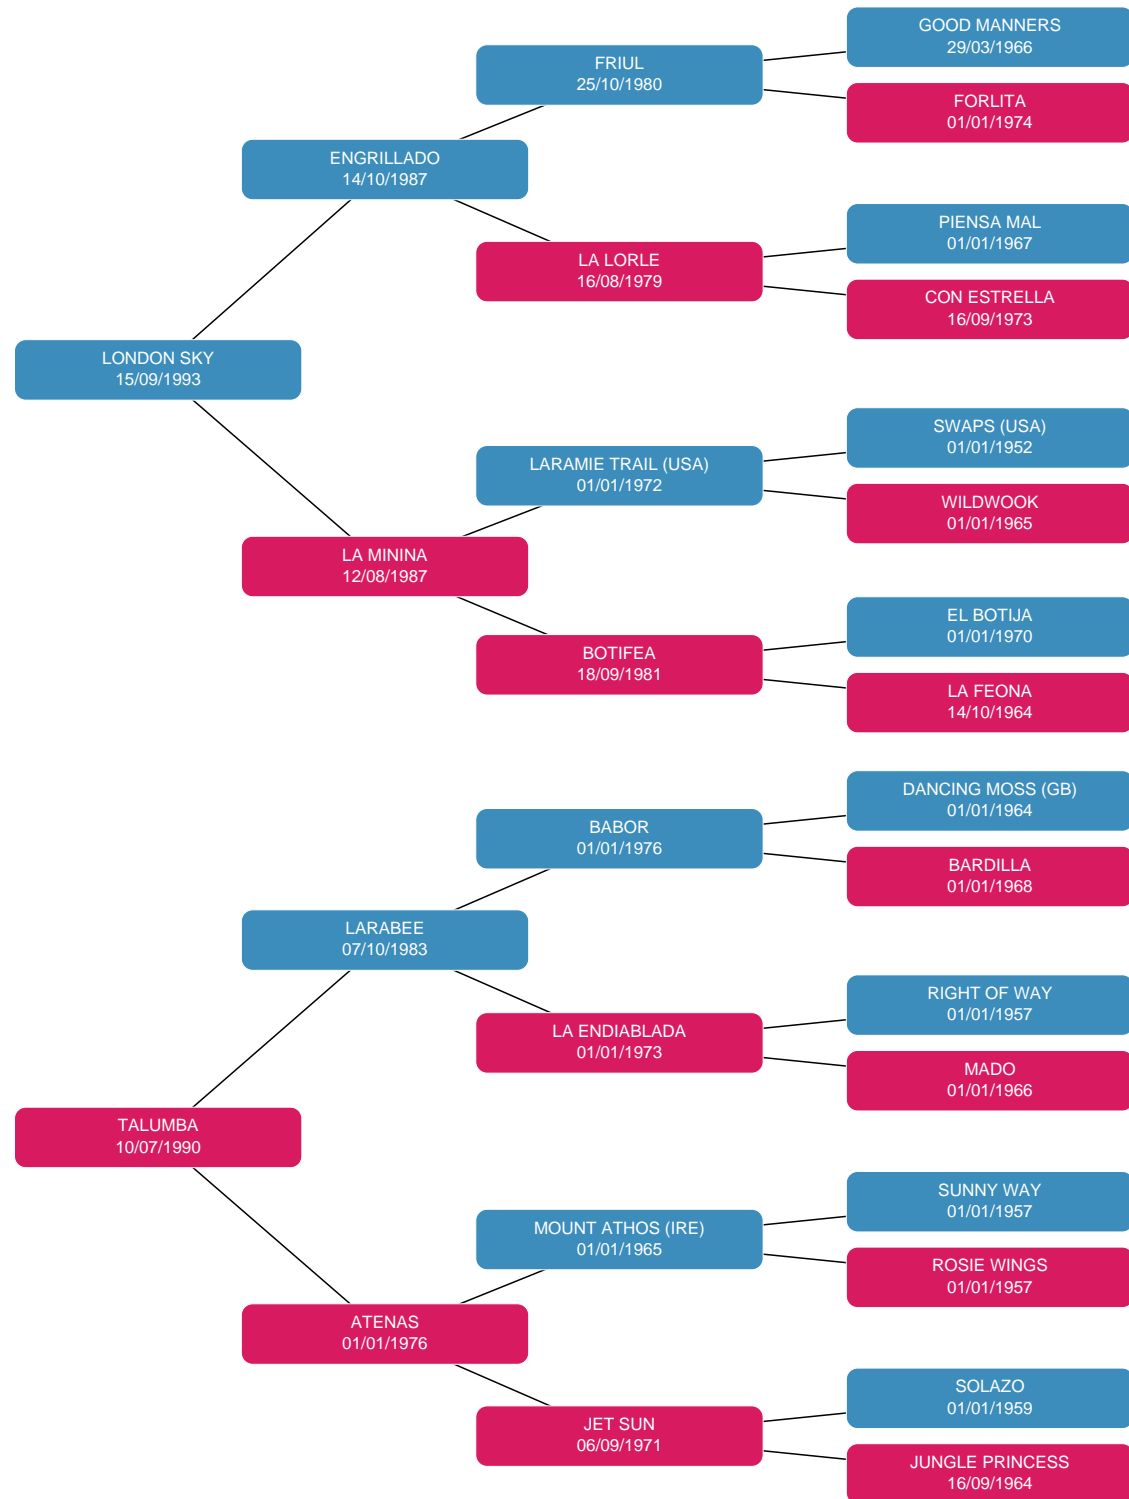 GOOD MANNERS
29/03/1966
FRIUL
25/10/1980
FORLITA
01/01/1974
ENGRILLADO
14/10/1987
PIENSA MAL
01/01/1967
LA LORLE
16/08/1979
CON ESTRELLA
16/09/1973
LONDON SKY
15/09/1993
SWAPS (USA)
01/01/1952
LARAMIE TRAIL (USA)
01/01/1972
WILDWOOK
01/01/1965
LA MININA
12/08/1987
EL BOTIJA
01/01/1970
BOTIFEA
18/09/1981
LA FEONA
14/10/1964
DANCING MOSS (GB)
01/01/1964
BABOR
01/01/1976
BARDILLA
01/01/1968
LARABEE
07/10/1983
RIGHT OF WAY
01/01/1957
LA ENDIABLADA
01/01/1973
MADO
01/01/1966
TALUMBA
10/07/1990
SUNNY WAY
01/01/1957
MOUNT ATHOS (IRE)
01/01/1965
ROSIE WINGS
01/01/1957
ATENAS
01/01/1976
SOLAZO
01/01/1959
JET SUN
06/09/1971
JUNGLE PRINCESS
16/09/1964